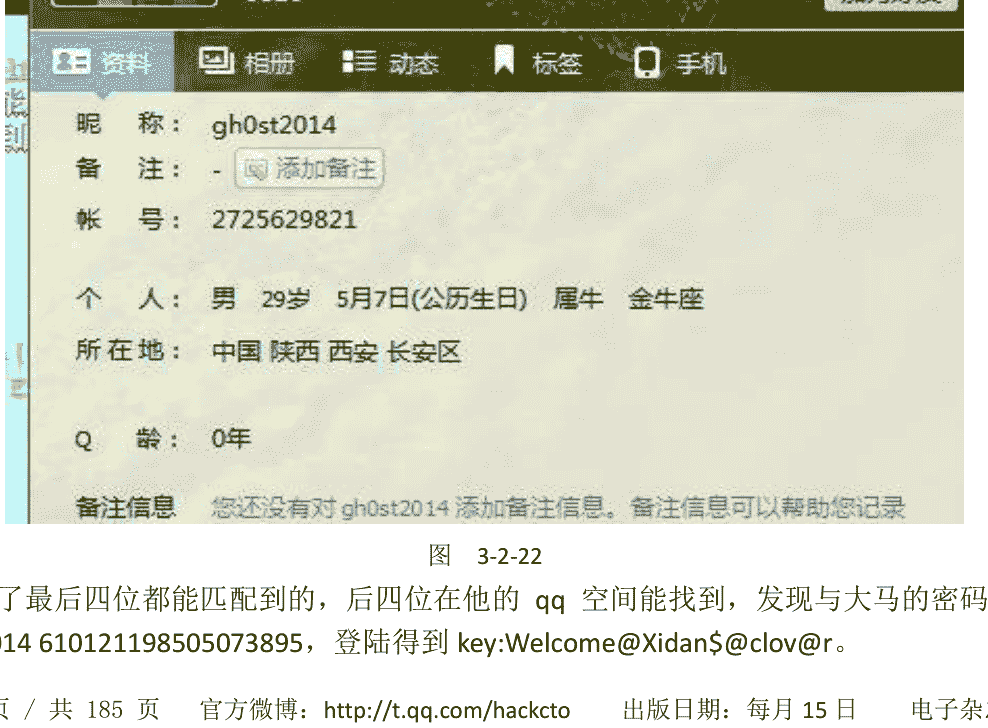 资料 相册 动态 标签 手机
昵 称: gh0st2014
备 注: - 添加备注
帐 号: 2725629821
个 人: 男 29岁 5月7日(公历生日) 属牛 金牛座
所在地: 中国 陕西 西安 长安区
Q 龄: 0年
备注信息 您还没有对 gh0st2014 添加备注信息。备注信息可以帮助您记录
图 3-2-22
了最后四位都能匹配到的，后四位在他的 qq 空间能找到，发现与大马的密码
014 610121198505073895，登陆得到 key:Welcome@Xidan$@clov@r。
页 / 共 185 页 官方微博：http://t.qq.com/hackcto 出版日期：每月 15 日 电子杂